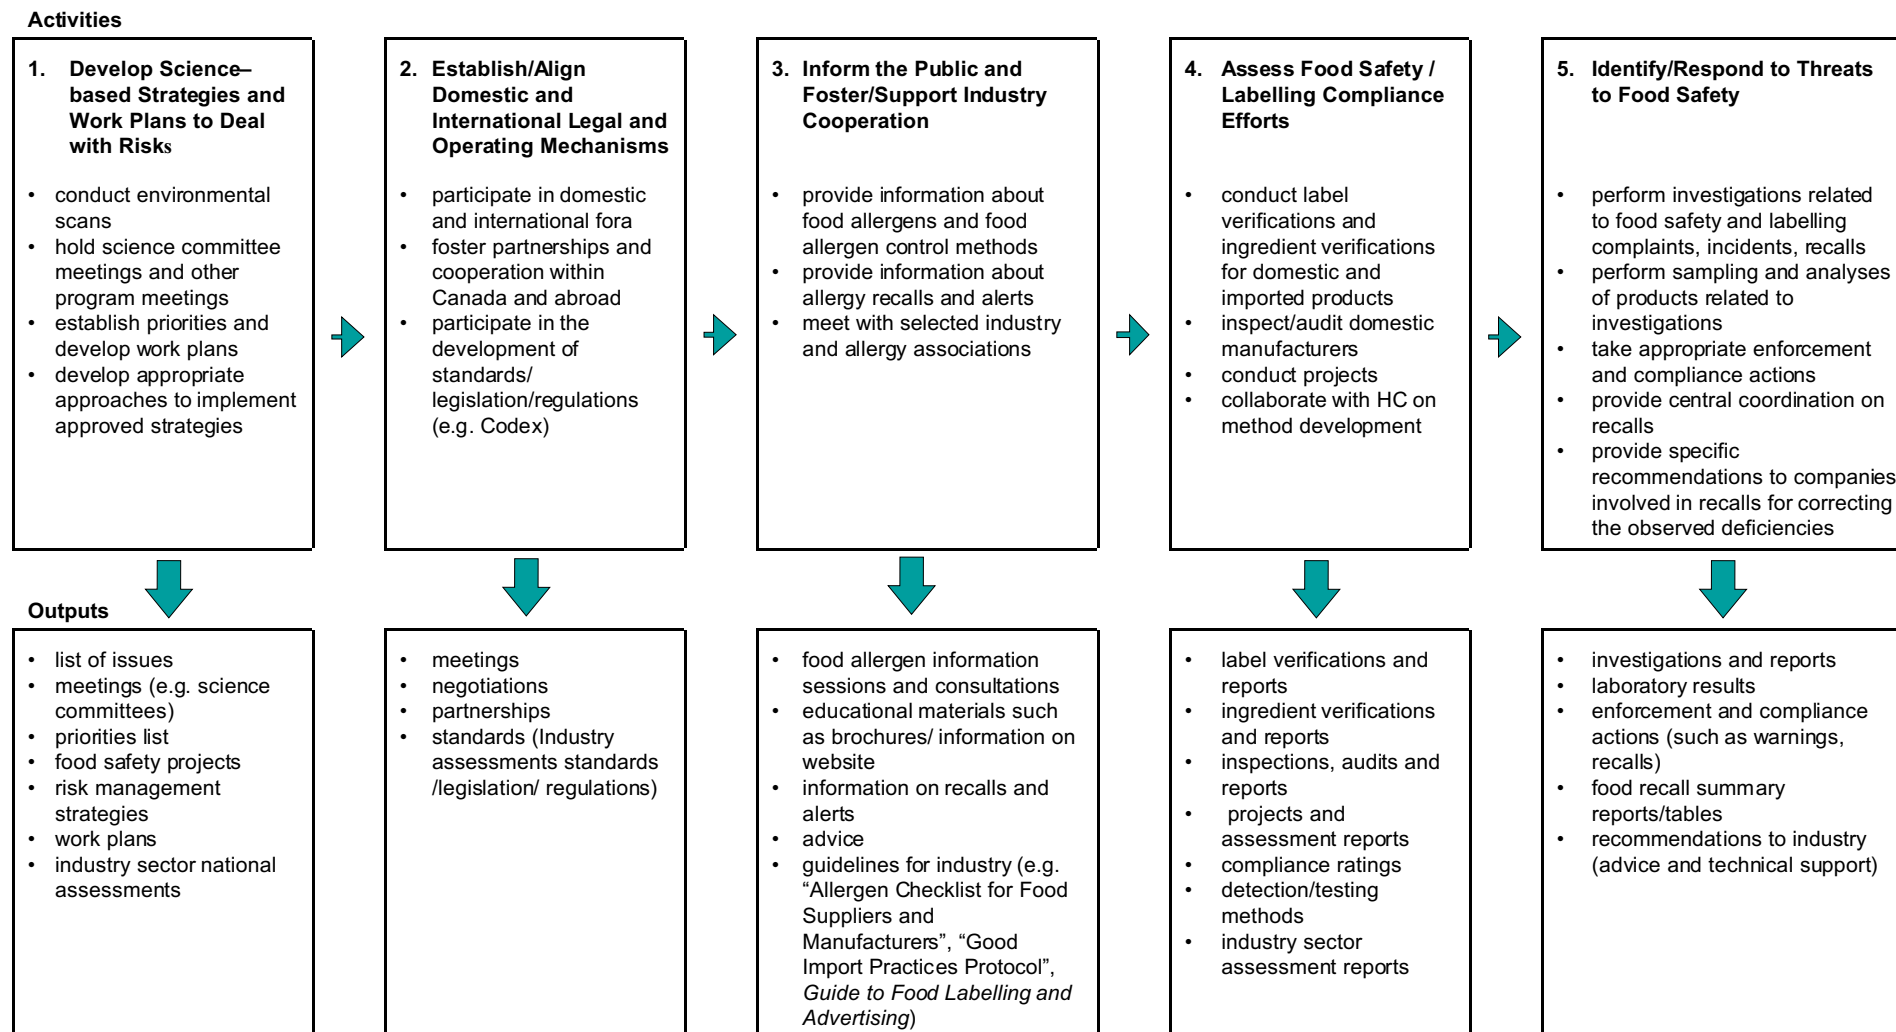 Activities
1. Develop Science–
based Strategies and
Work Plans to Deal
with Risks
• conduct environmental
scans
• hold science committee
meetings and other
program meetings
• establish priorities and
develop work plans
• develop appropriate
approaches to implement
approved strategies
2. Establish/Align
Domestic and
International Legal and
Operating Mechanisms
• participate in domestic
and international fora
• foster partnerships and
cooperation within
Canada and abroad
• participate in the
development of
standards/
legislation/regulations
(e.g. Codex)
3. Inform the Public and
Foster/Support Industry
Cooperation
• provide information about
food allergens and food
allergen control methods
• provide information about
allergy recalls and alerts
• meet with selected industry
and allergy associations
4. Assess Food Safety /
Labelling Compliance
Efforts
• conduct label
verifications and
ingredient verifications
for domestic and
imported products
• inspect/audit domestic
manufacturers
• conduct projects
• collaborate with HC on
method development
5. Identify/Respond to Threats
to Food Safety
• perform investigations related
to food safety and labelling
complaints, incidents, recalls
• perform sampling and analyses
of products related to
investigations
• take appropriate enforcement
and compliance actions
• provide central coordination on
recalls
• provide specific
recommendations to companies
involved in recalls for correcting
the observed deficiencies
Outputs
• list of issues
• meetings (e.g. science
committees)
• priorities list
• food safety projects
• risk management
strategies
• work plans
• industry sector national
assessments
• meetings
• negotiations
• partnerships
• standards (Industry
assessments standards
/legislation/ regulations)
• food allergen information
sessions and consultations
• educational materials such
as brochures/ information on
website
• information on recalls and
alerts
• advice
• guidelines for industry (e.g.
“Allergen Checklist for Food
Suppliers and
Manufacturers”, “Good
Import Practices Protocol”,
Guide to Food Labelling and
Advertising)
• label verifications and
reports
• ingredient verifications
and reports
• inspections, audits and
reports
• projects and
assessment reports
• compliance ratings
• detection/testing
methods
• industry sector
assessment reports
• investigations and reports
• laboratory results
• enforcement and compliance
actions (such as warnings,
recalls)
• food recall summary
reports/tables
• recommendations to industry
(advice and technical support)